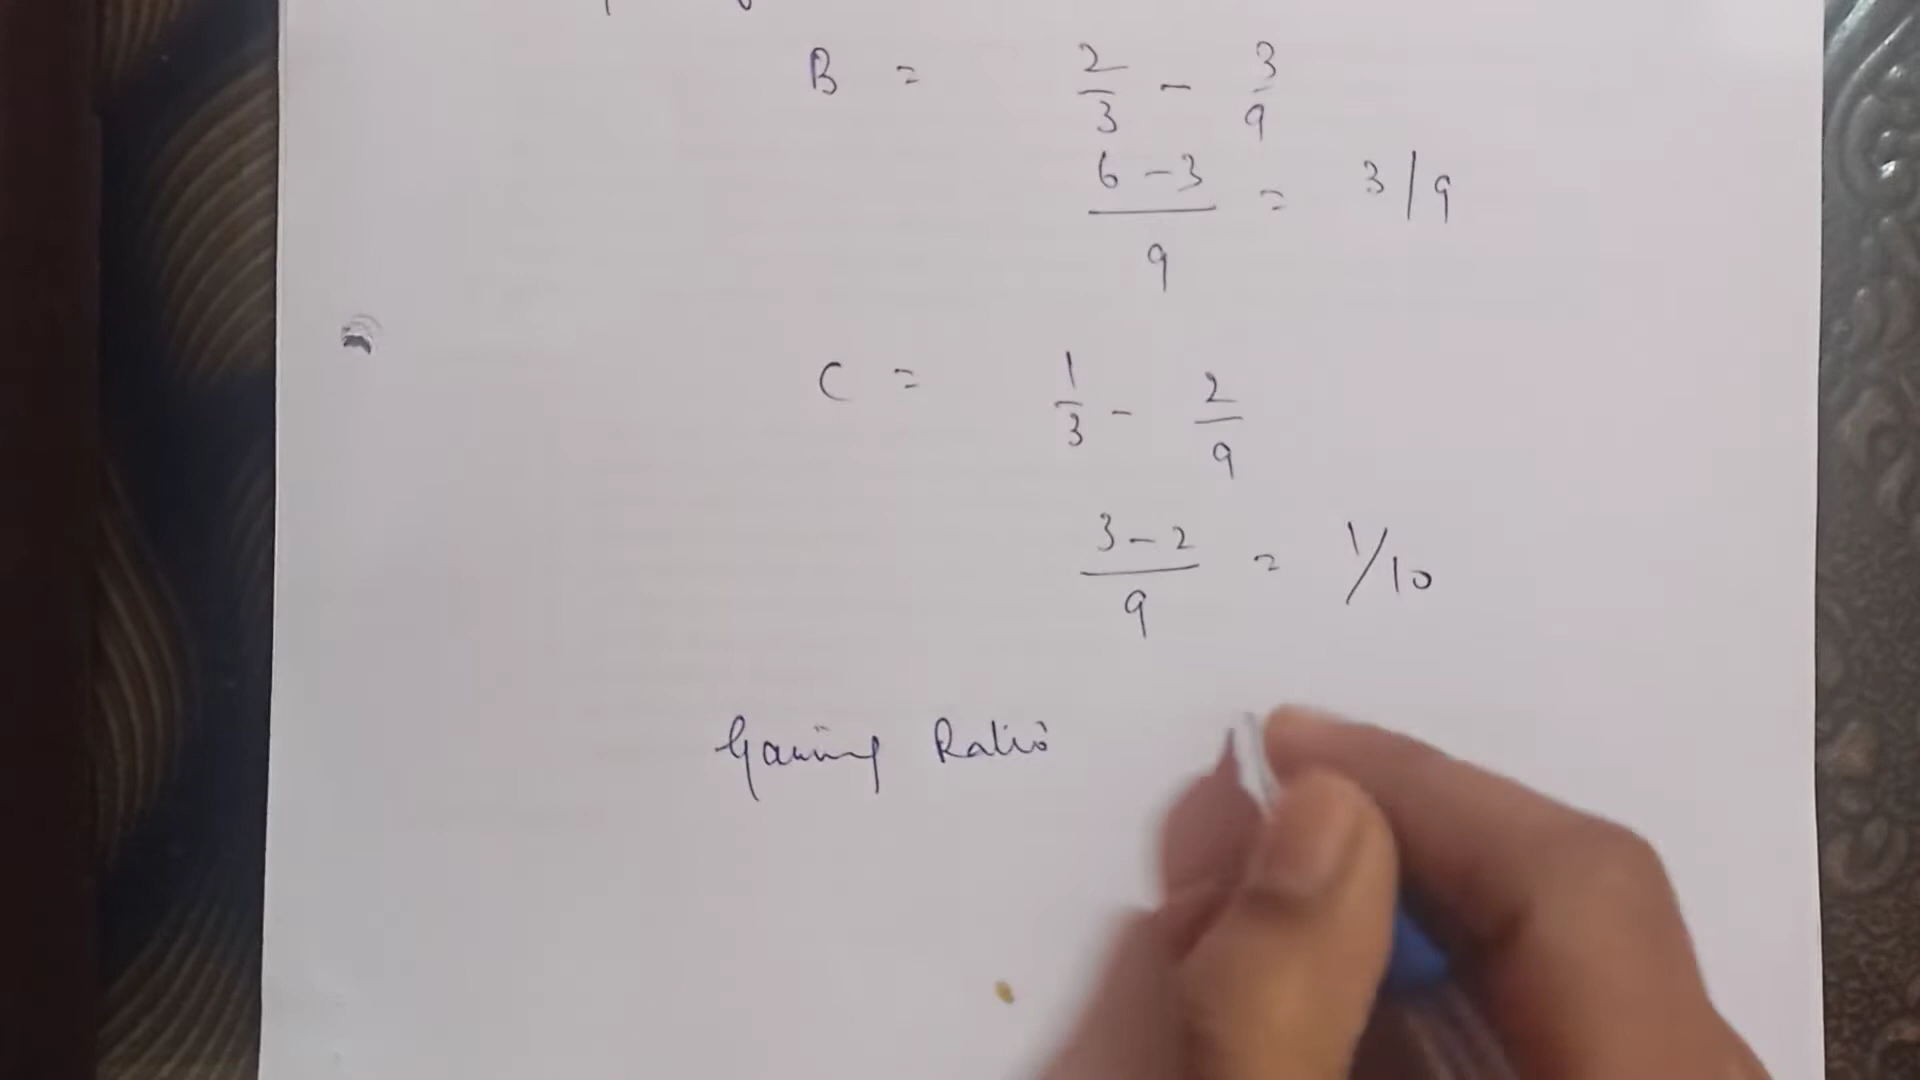 B = 2/3 - 3/9
6 - 3 / 9 = 3/9
C = 1/3 - 2/9
3 - 2 / 9 = 1/10
Gaining Ratio